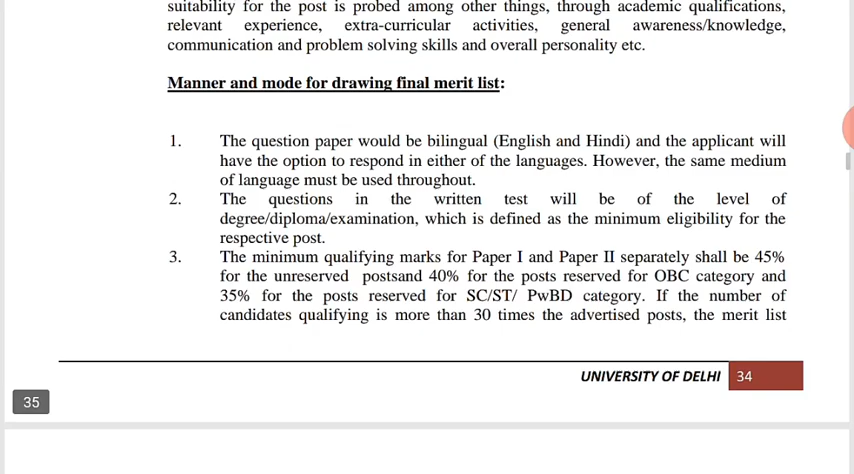 suitability for the post is probed among other things, through academic qualifications,
relevant experience, extra-curricular activities, general awareness/knowledge,
communication and problem solving skills and overall personality etc.
Manner and mode for drawing final merit list:
1. The question paper would be bilingual (English and Hindi) and the applicant will
have the option to respond in either of the languages. However, the same medium
of language must be used throughout.
2. The questions in the written test will be of the level of
degree/diploma/examination, which is defined as the minimum eligibility for the
respective post.
3. The minimum qualifying marks for Paper I and Paper II separately shall be 45%
for the unreserved postsand 40% for the posts reserved for OBC category and
35% for the posts reserved for SC/ST/ PwBD category. If the number of
candidates qualifying is more than 30 times the advertised posts, the merit list
UNIVERSITY OF DELHI 34
35